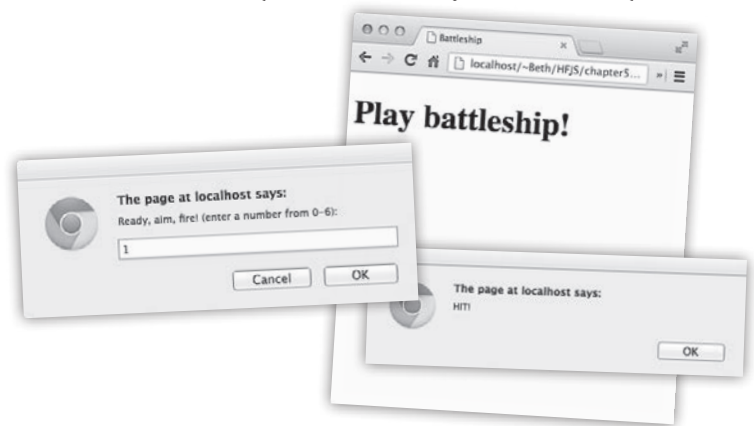 Battleship
localhost/~Beth/HFJS/chapter5...
Play battleship!
The page at localhost says:
Ready, aim, fire! (enter a number from 0-6):
1
Cancel
OK
The page at localhost says:
HIT!
OK